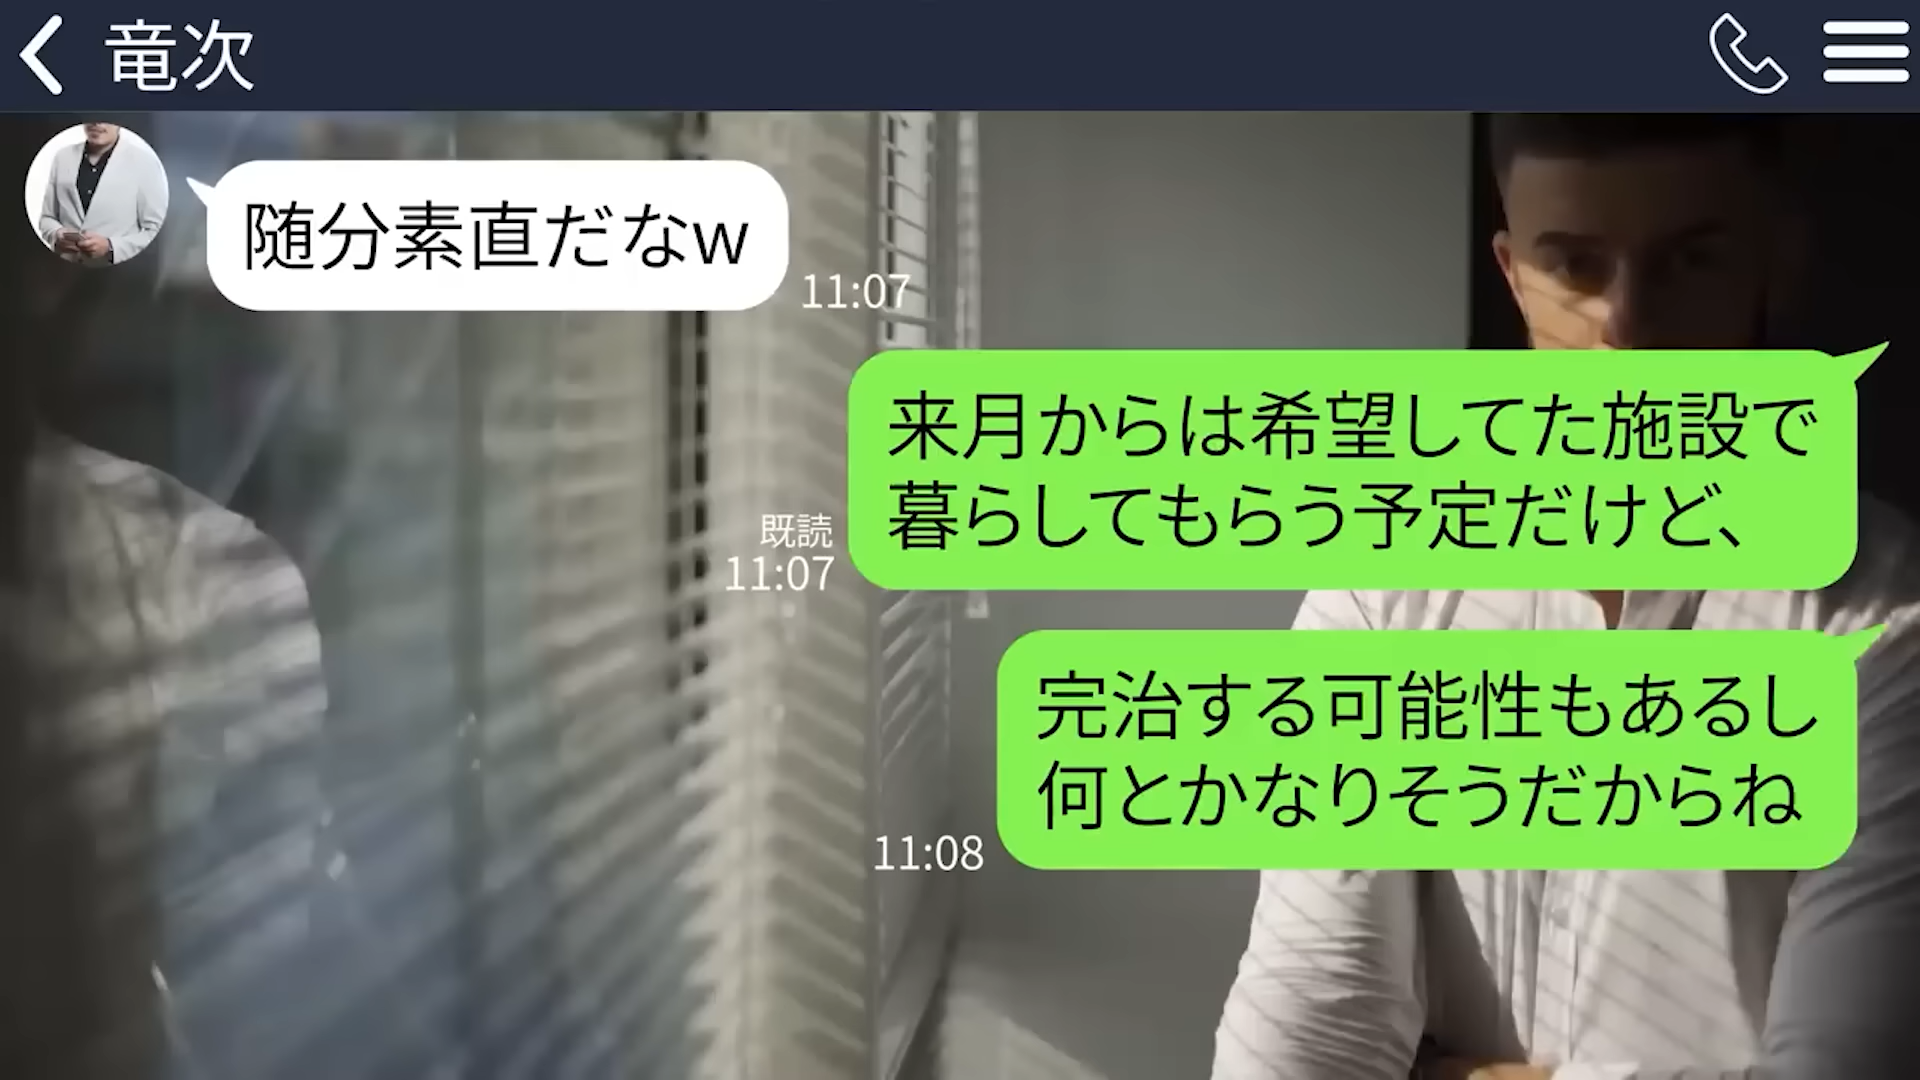 竜次
随分素直だなw
11:07
来月からは希望してた施設で
暮らしてもらう予定だけど、
既読
11:07
完治する可能性もあるし
何とかなりそうだからね
11:08